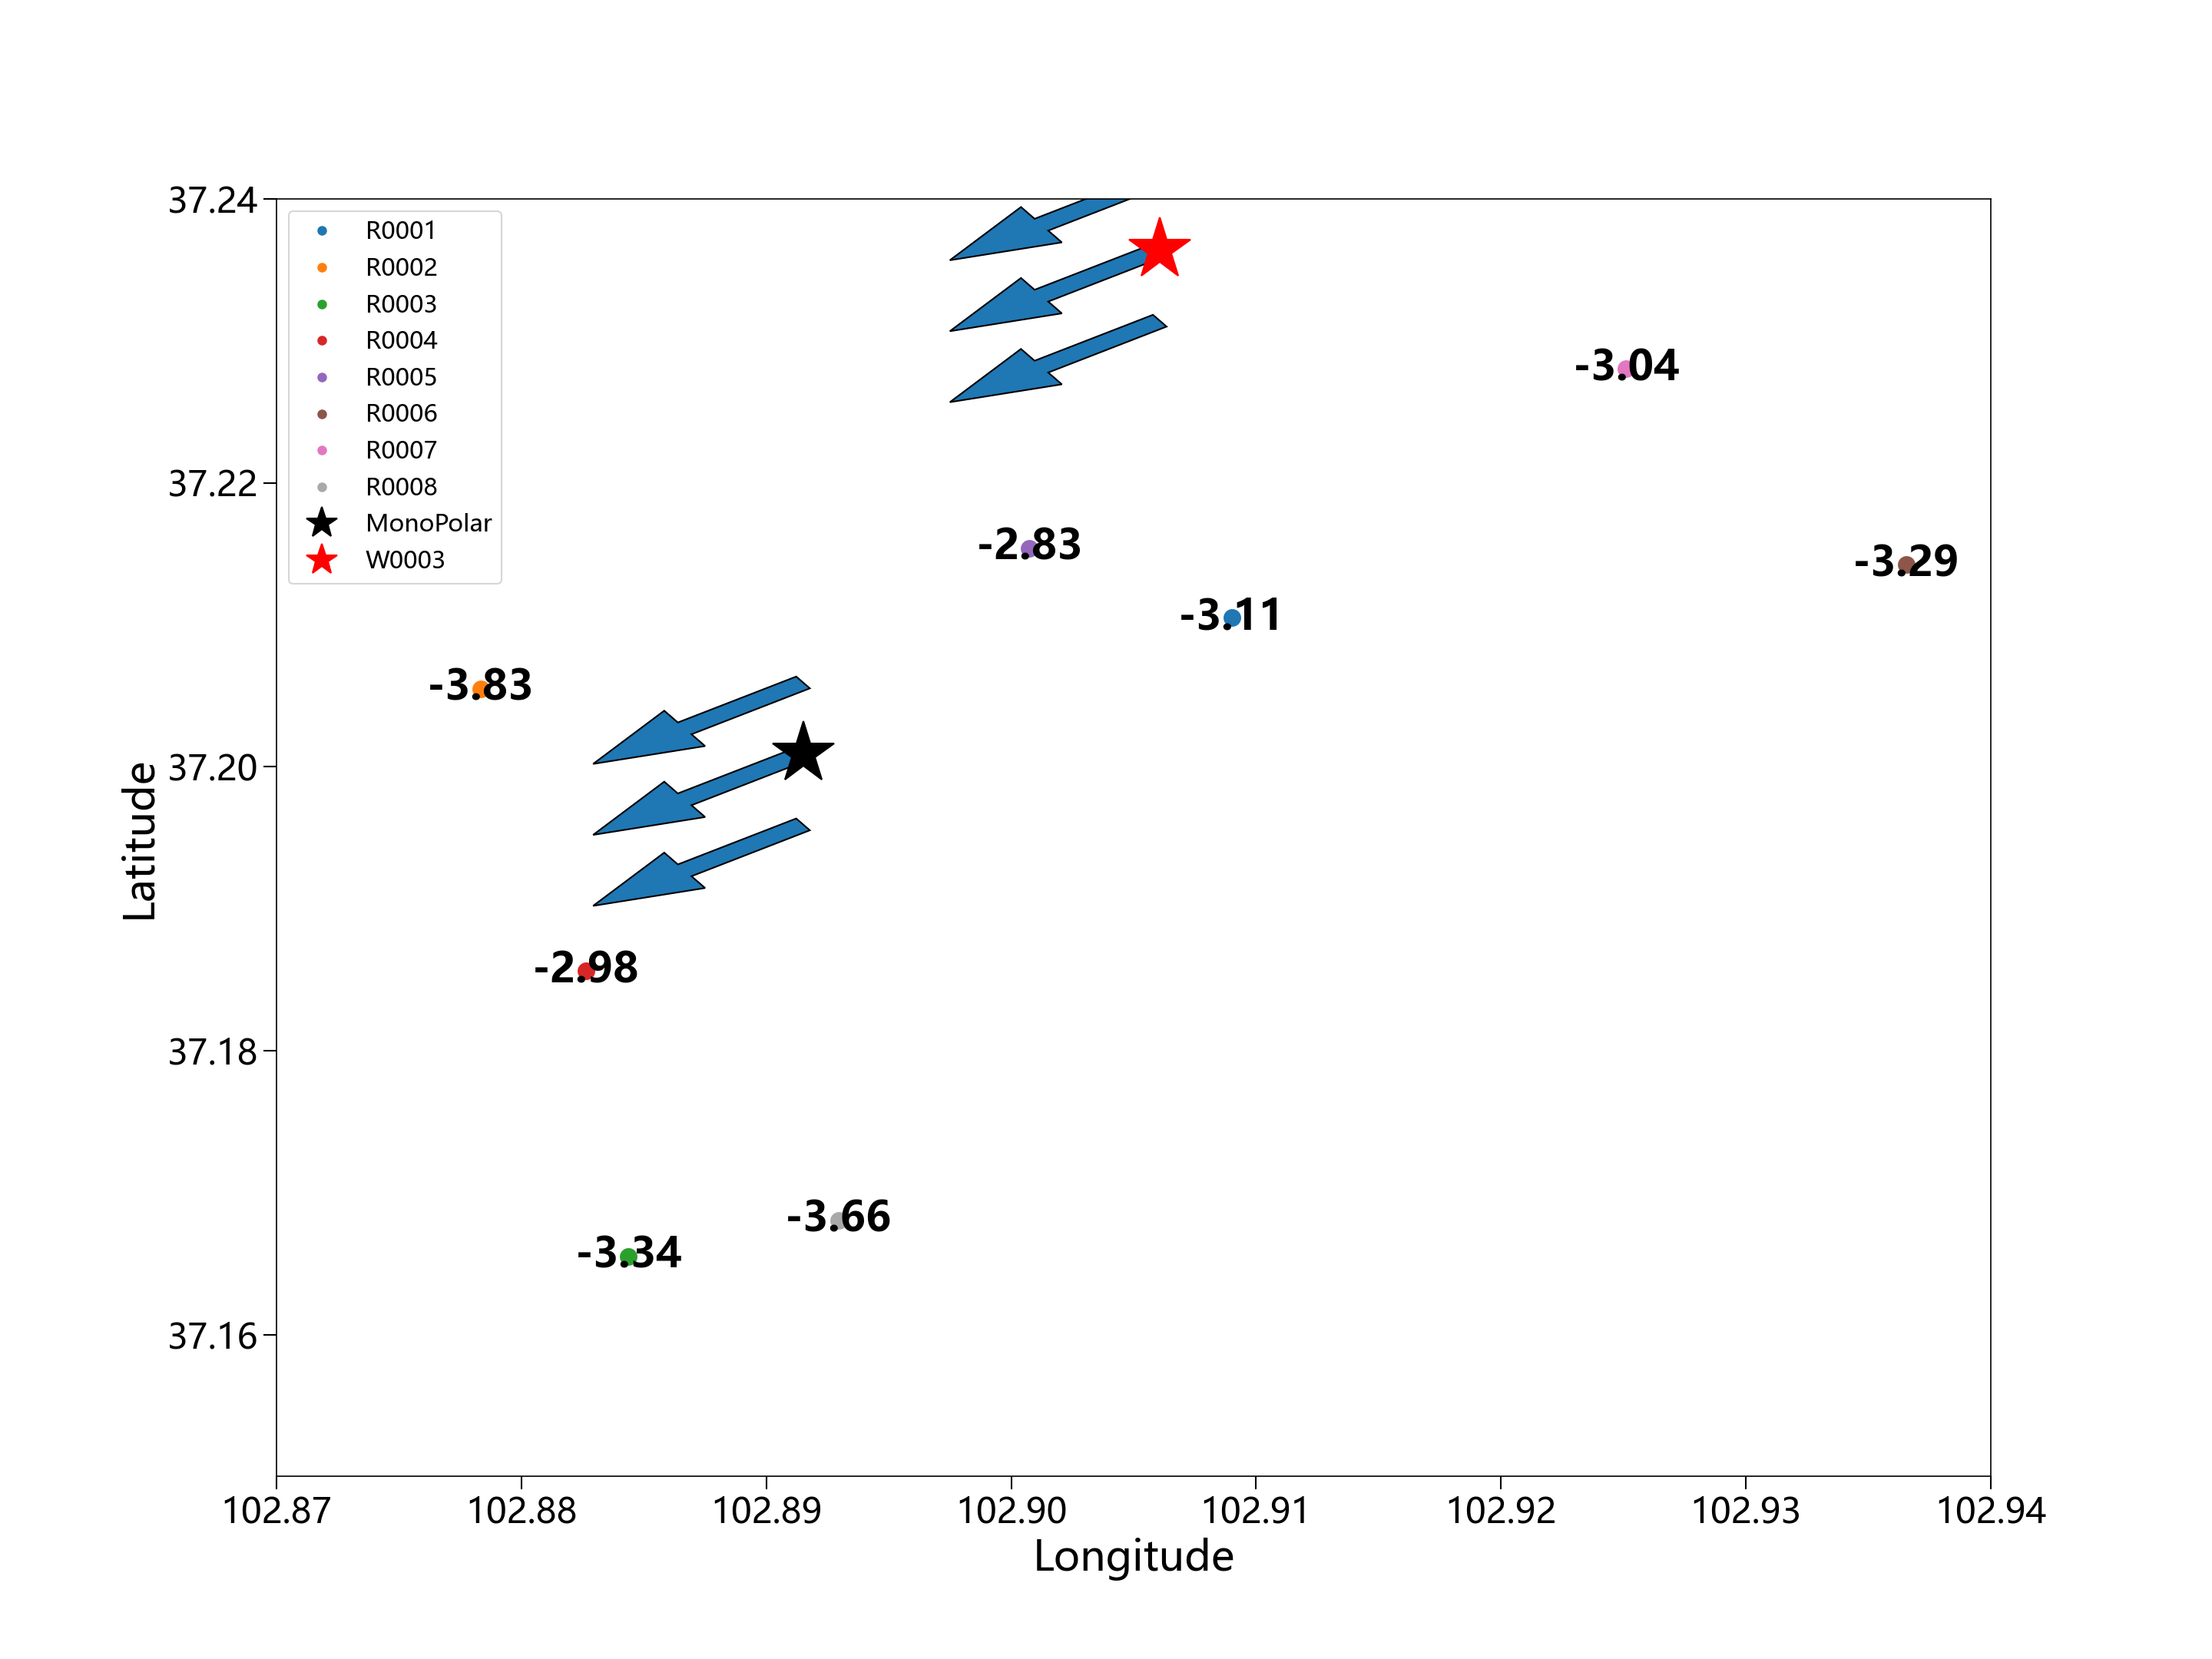 37.24
R0001
R0002
R0003
R0004
R0005
R0006
R0007
R0008
MonoPolar
W0003
-3.04
37.22
-2.83
-3.29
-3.11
-3.83
37.20
Latitude
-2.98
37.18
-3.66
-3.34
37.16
102.87 102.88 102.89 102.90 102.91 102.92 102.93 102.94
Longitude